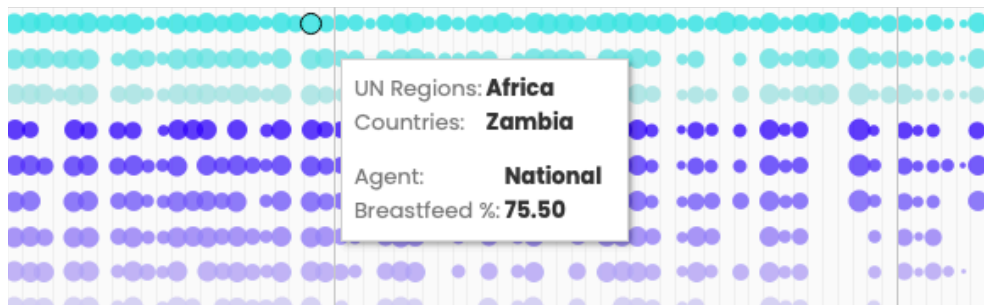 UN Regions: Africa
Countries: Zambia
Agent: National
Breastfeed %: 75.50